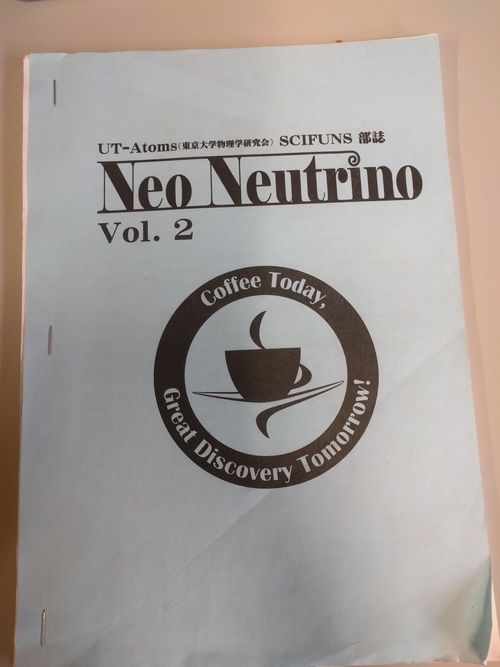 UT-Atoms(東京大学物理学研究会) SCIFUNS 部誌
Neo Neutrino
Vol. 2
Coffee Today,
Great Discovery Tomorrow!